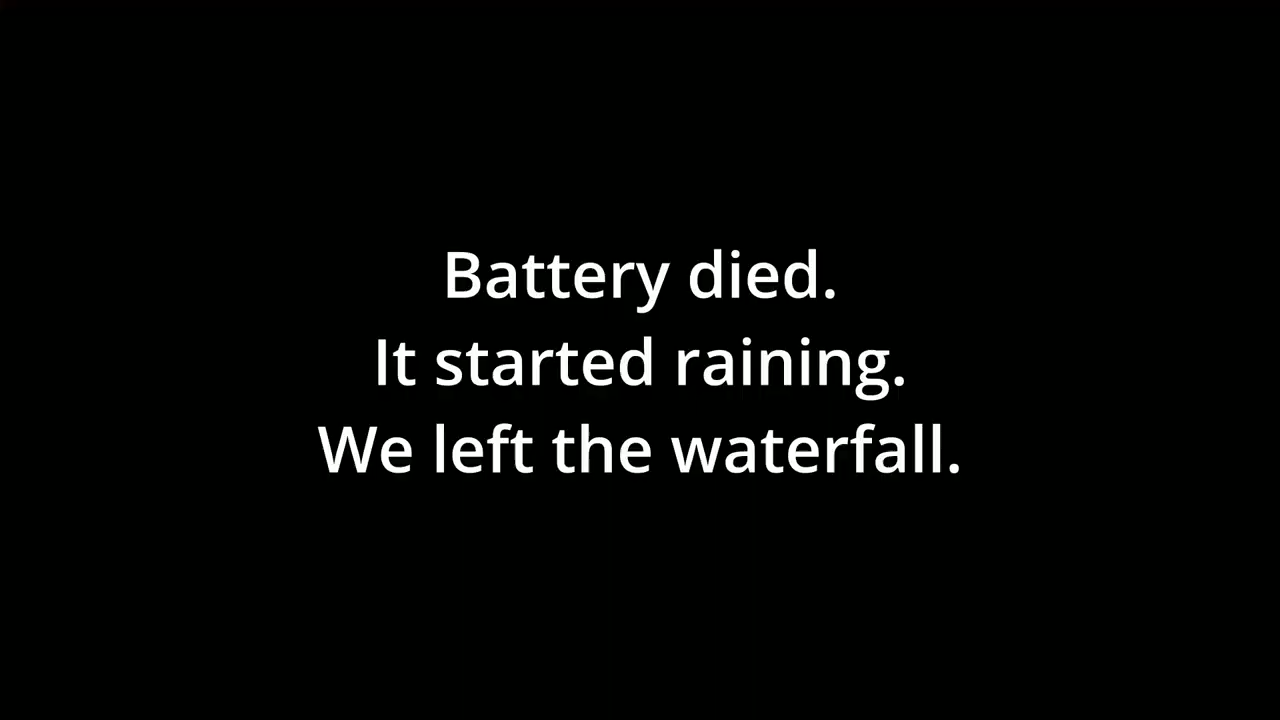 Battery died.
It started raining.
We left the waterfall.